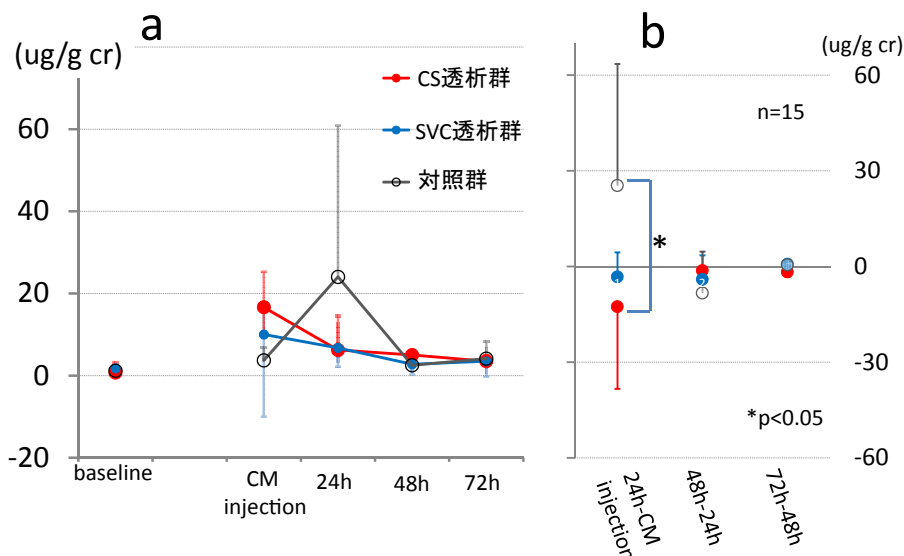 a
(ug/g cr)
CS透析群
SVC透析群
対照群
60
40
20
0
-20
baseline
CM
injection
24h
48h
72h
b
(ug/g cr)
60
n=15
30
*
0
-30
*p<0.05
-60
24h-CM
injection
48h-24h
72h-48h